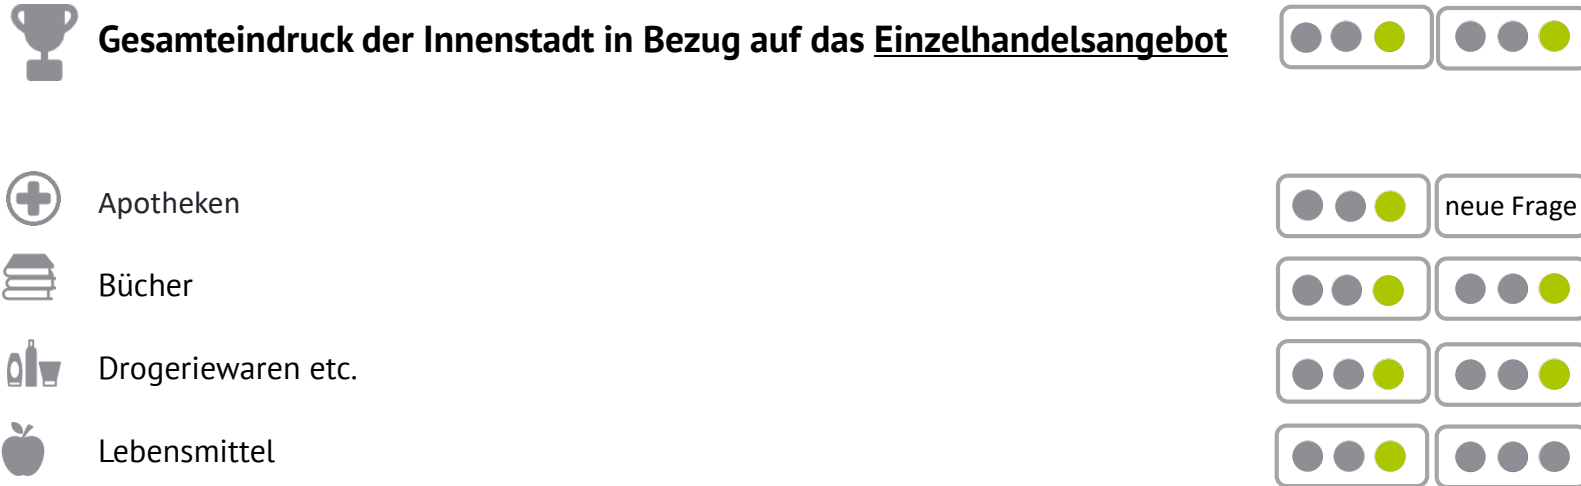 Gesamteindruck der Innenstadt in Bezug auf das Einzelhandelsangebot
Apotheken neue Frage
Bücher
Drogeriewaren etc.
Lebensmittel